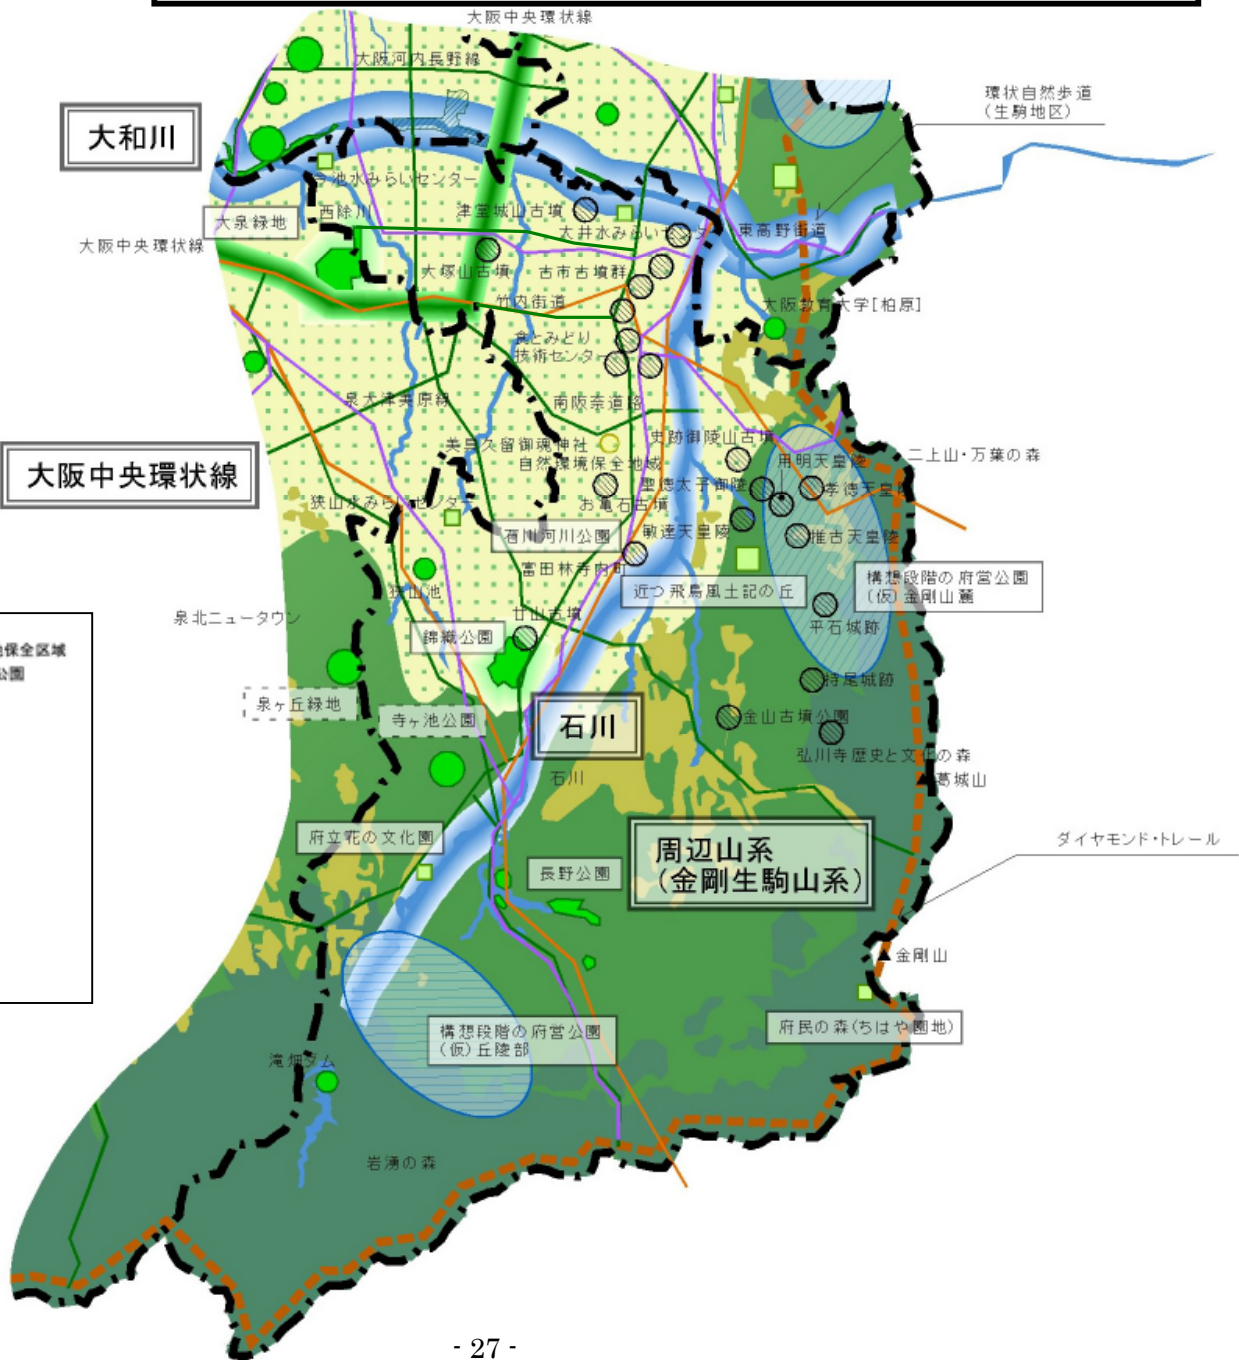 大阪中央環状線
大阪河内長野線
環状自然歩道
(生駒地区)
大和川
今池水みらいセンター
大泉緑地
西除川
津堂城山古墳
大井水みらいセンター
東高野街道
大阪中央環状線
大塚山古墳
古市古墳群
竹内街道
大阪教育大学[柏原]
食とみどり
技術センター
泉大津美原線
南阪奈道路
美具久留御魂神社
自然環境保全地域
史跡御陵山古墳
用明天皇陵
二上山・万葉の森
大阪中央環状線
聖徳太子御陵
孝徳天皇陵
狭山水みらいセンター
お亀石古墳
石川河川公園
敏達天皇陵
推古天皇陵
富田林寺内町
近つ飛鳥風土記の丘
構想段階の府営公園
(仮)金剛山麓
狭山池
泉北ニュータウン
廿山古墳
平石城跡
錦織公園
地保全区域
公園
持尾城跡
泉ヶ丘緑地
寺ヶ池公園
石川
金山古墳公園
弘川寺歴史と文化の森
石川
葛城山
府立花の文化園
周辺山系
(金剛生駒山系)
ダイヤモンド・トレール
長野公園
金剛山
構想段階の府営公園
(仮)丘陵部
府民の森(ちはや園地)
滝畑ダム
岩湧の森
- 27 -